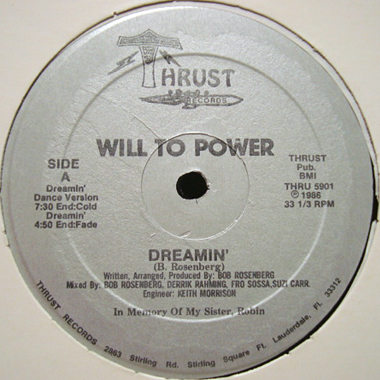 THRUST
RECORDS
WILL TO POWER
SIDE
A
Dreamin'
Dance Version
7:30 End:Cold
Dreamin'
4:50 End:Fade
THRUST
Pub.
BMI
THRU 5901
℗ 1986
33 1/3 RPM
DREAMIN'
(B. Rosenberg)
Written, Arranged, Produced By: BOB ROSENBERG
Mixed By: BOB ROSENBERG, DERRIK RAHMING, FRO SOSSA, SUZI CARR.
Engineer: KEITH MORRISON
In Memory Of My Sister, Robin
THRUST RECORDS 2863 Stirling Rd. Stirling Square Ft. Lauderdale, FL 33312